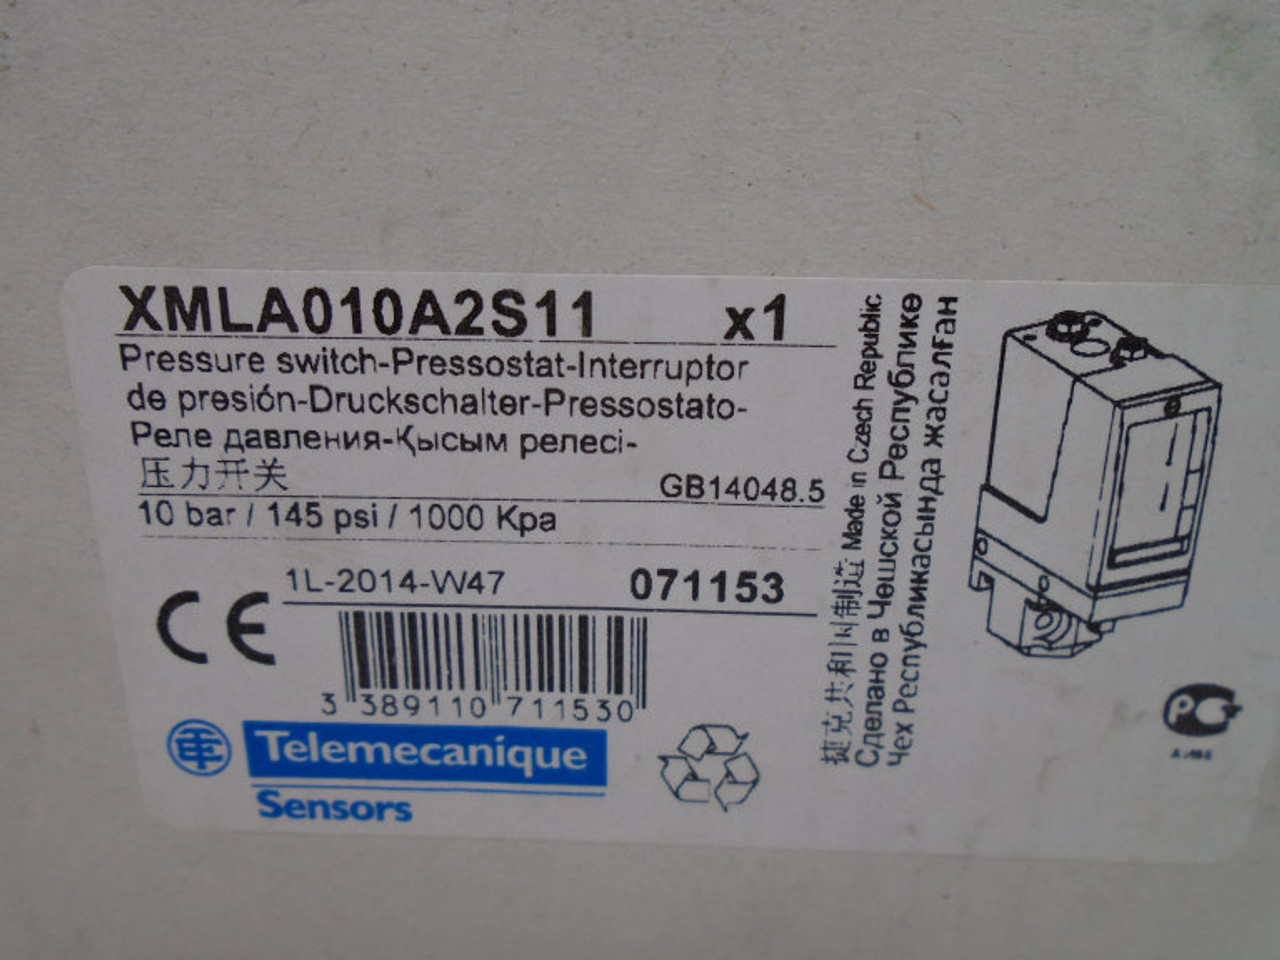 XMLA010A2S11 x1
Pressure switch-Pressostat-Interruptor
de presión-Druckschalter-Pressostato-
Реле давления-Қысым релесі-
压力开关 GB14048.5
10 bar / 145 psi / 1000 Kpa
1L-2014-W47 071153
CE
3 389110 711530
Telemecanique
Sensors
捷克共和国制造 Made in Czech Republic
Сделано в Чешской Республике
Чех Республикасында жасалған